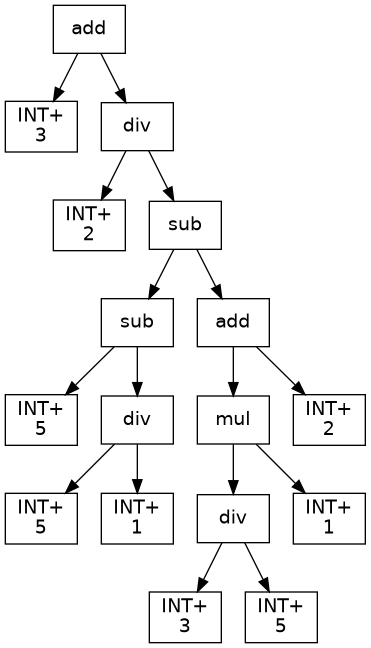 add
INT+
3
div
INT+
2
sub
sub
add
INT+
5
div
mul
INT+
2
INT+
5
INT+
1
div
INT+
1
INT+
3
INT+
5